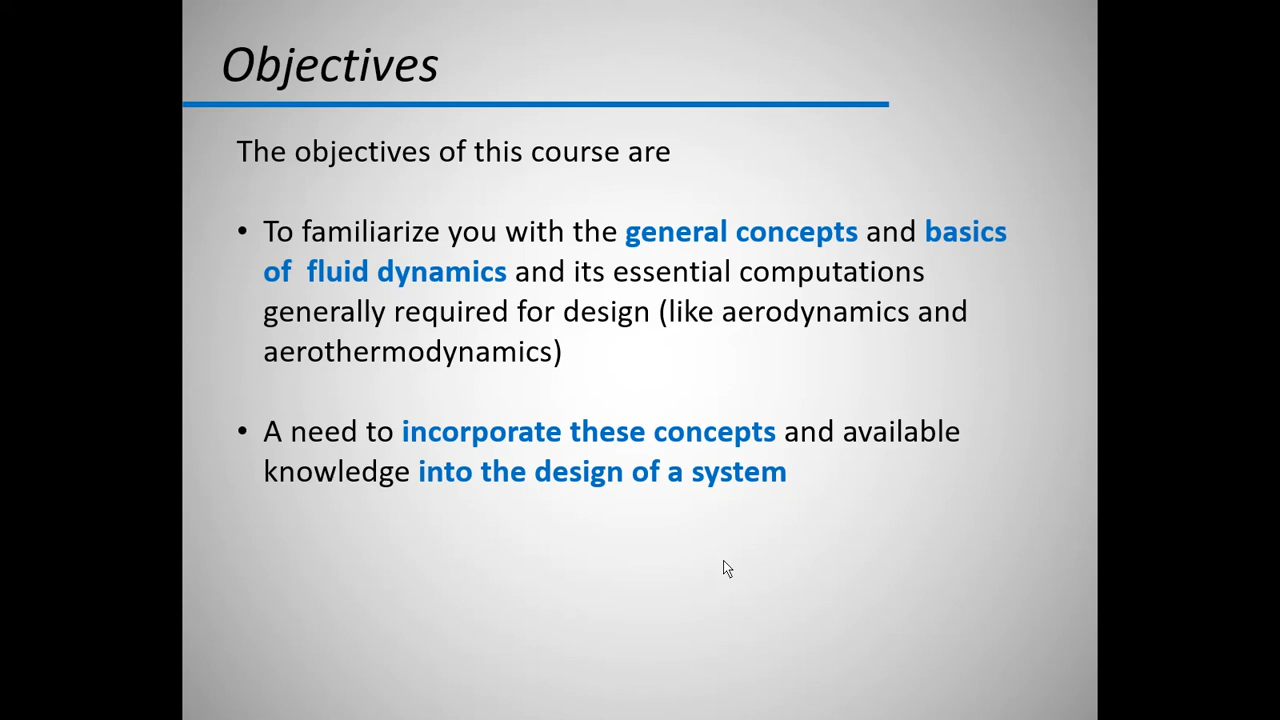 Objectives
The objectives of this course are
• To familiarize you with the general concepts and basics
of  fluid dynamics and its essential computations
generally required for design (like aerodynamics and
aerothermodynamics)
• A need to incorporate these concepts and available
knowledge into the design of a system